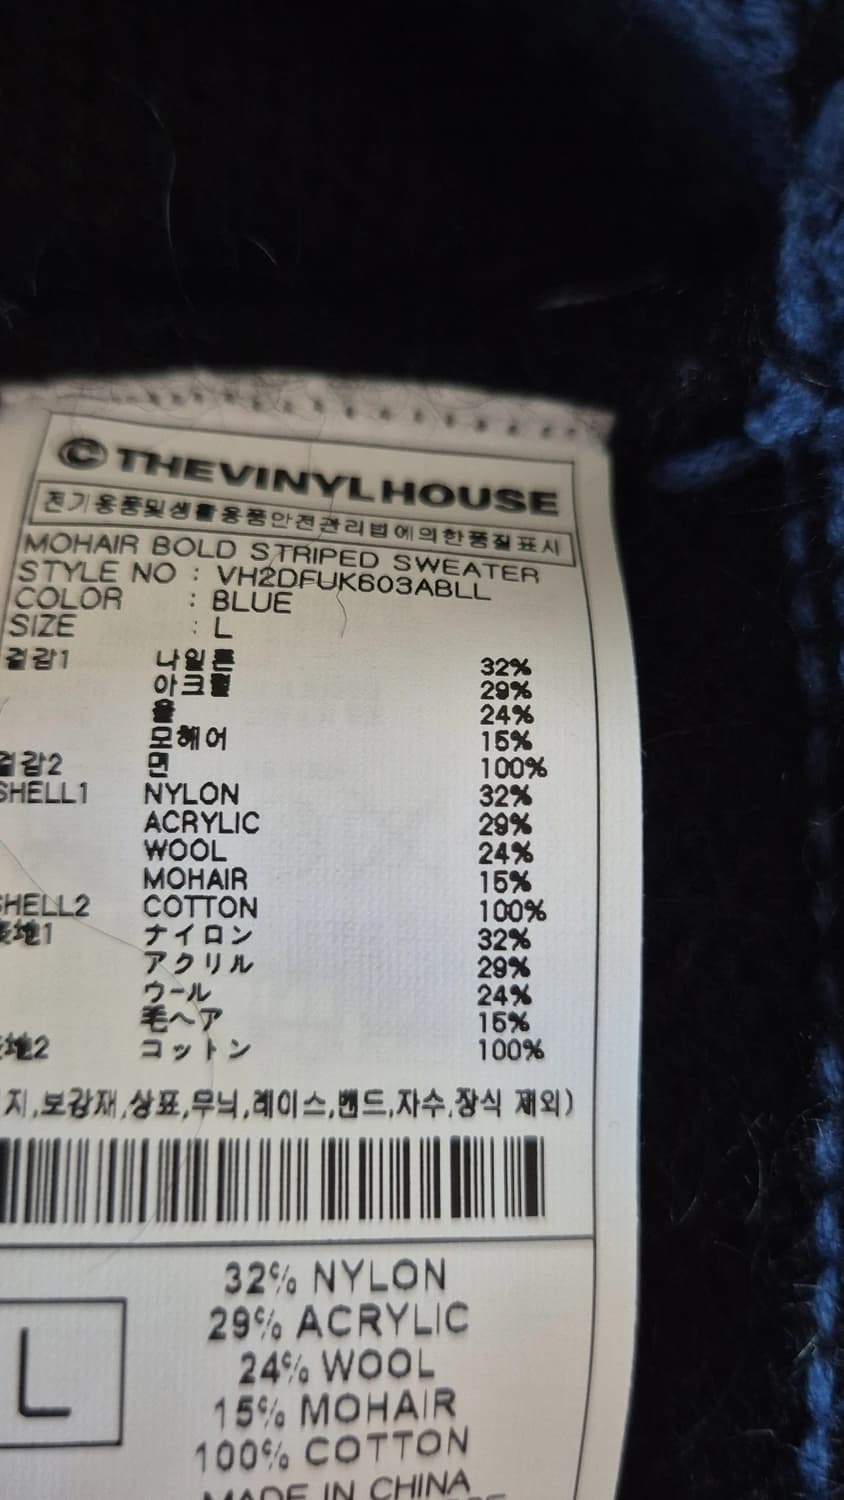 © THEVINYLHOUSE
전기용품및생활용품안전관리법에의한품질표시
MOHAIR BOLD STRIPED SWEATER
STYLE NO : VH2DFUK603ABLL
COLOR : BLUE
SIZE : L
겉감1 나일론 32%
아크릴 29%
울 24%
모헤어 15%
겉감2 면 100%
SHELL1 NYLON 32%
ACRYLIC 29%
WOOL 24%
MOHAIR 15%
SHELL2 COTTON 100%
表地1 ナイロン 32%
アクリル 29%
ウール 24%
毛ヘア 15%
表地2 コットン 100%
지,보강재,상표,무늬,레이스,밴드,자수,장식 제외)
L
32% NYLON
29% ACRYLIC
24% WOOL
15% MOHAIR
100% COTTON
MADE IN CHINA